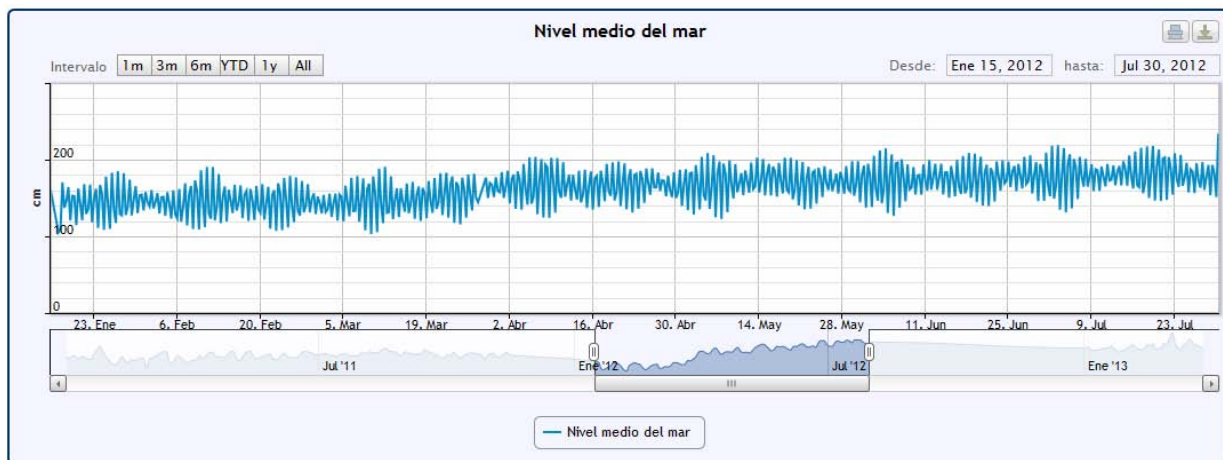 Nivel medio del mar
Intervalo 1m 3m 6m YTD 1y All Desde: Ene 15, 2012 hasta: Jul 30, 2012
cm
200
100
0
23. Ene 6. Feb 20. Feb 5. Mar 19. Mar 2. Abr 16. Abr 30. Abr 14. May 28. May 11. Jun 25. Jun 9. Jul 23. Jul
Jul '11 Ene '12 Jul '12 Ene '13
Nivel medio del mar